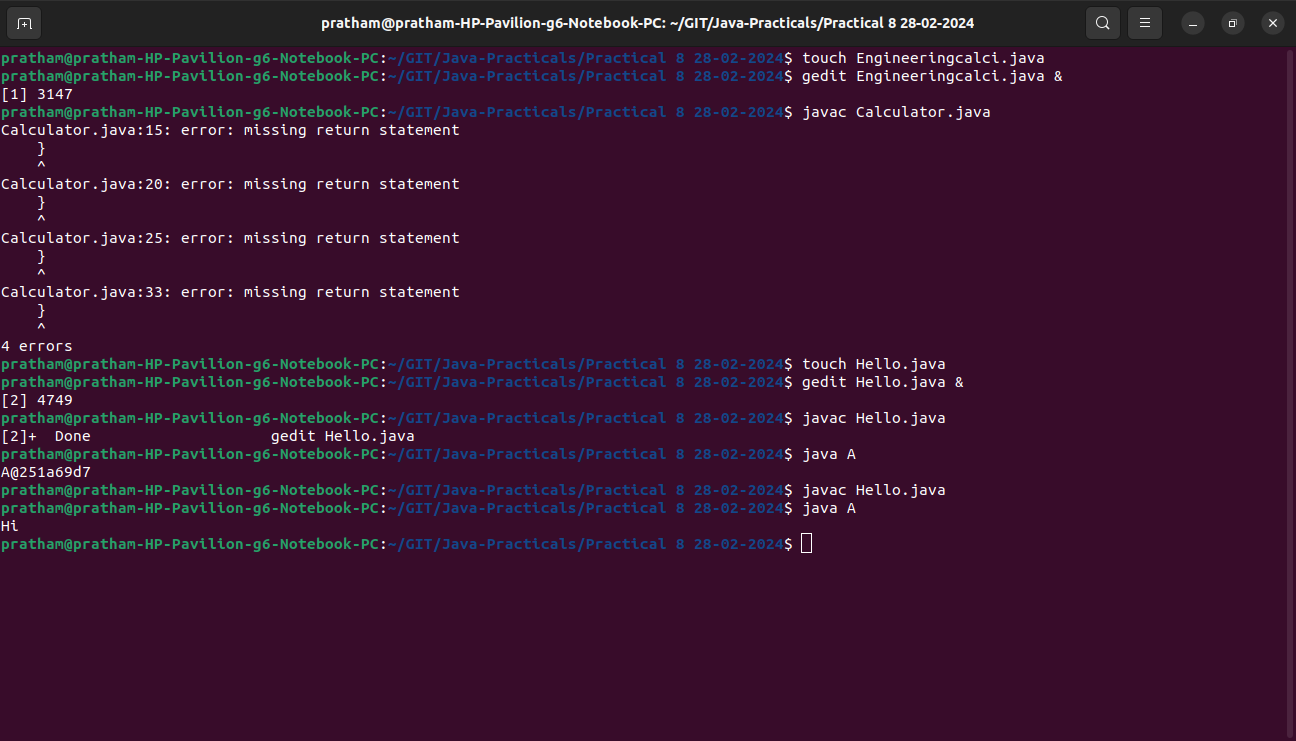 pratham@pratham-HP-Pavilion-g6-Notebook-PC: ~/GIT/Java-Practicals/Practical 8 28-02-2024
pratham@pratham-HP-Pavilion-g6-Notebook-PC:~/GIT/Java-Practicals/Practical 8 28-02-2024$ touch Engineeringcalci.java
pratham@pratham-HP-Pavilion-g6-Notebook-PC:~/GIT/Java-Practicals/Practical 8 28-02-2024$ gedit Engineeringcalci.java &
[1] 3147
pratham@pratham-HP-Pavilion-g6-Notebook-PC:~/GIT/Java-Practicals/Practical 8 28-02-2024$ javac Calculator.java
Calculator.java:15: error: missing return statement
    }
    ^
Calculator.java:20: error: missing return statement
    }
    ^
Calculator.java:25: error: missing return statement
    }
    ^
Calculator.java:33: error: missing return statement
    }
    ^
4 errors
pratham@pratham-HP-Pavilion-g6-Notebook-PC:~/GIT/Java-Practicals/Practical 8 28-02-2024$ touch Hello.java
pratham@pratham-HP-Pavilion-g6-Notebook-PC:~/GIT/Java-Practicals/Practical 8 28-02-2024$ gedit Hello.java &
[2] 4749
pratham@pratham-HP-Pavilion-g6-Notebook-PC:~/GIT/Java-Practicals/Practical 8 28-02-2024$ javac Hello.java
[2]+  Done                    gedit Hello.java
pratham@pratham-HP-Pavilion-g6-Notebook-PC:~/GIT/Java-Practicals/Practical 8 28-02-2024$ java A
A@251a69d7
pratham@pratham-HP-Pavilion-g6-Notebook-PC:~/GIT/Java-Practicals/Practical 8 28-02-2024$ javac Hello.java
pratham@pratham-HP-Pavilion-g6-Notebook-PC:~/GIT/Java-Practicals/Practical 8 28-02-2024$ java A
Hi
pratham@pratham-HP-Pavilion-g6-Notebook-PC:~/GIT/Java-Practicals/Practical 8 28-02-2024$